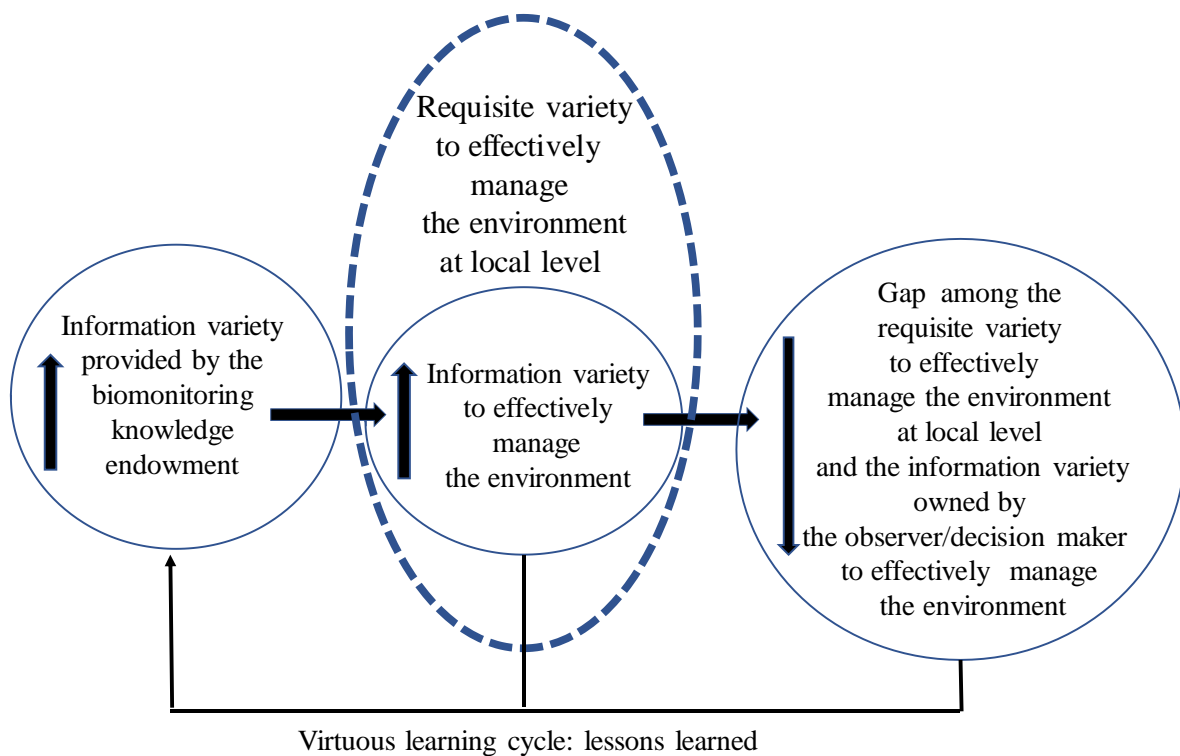 Requisite variety
to effectively
manage
the environment
at local level
Information variety
provided by the
biomonitoring
knowledge
endowment
Information variety
to effectively
manage
the environment
Gap among the
requisite variety
to effectively
manage the environment
at local level
and the information variety
owned by
the observer/decision maker
to effectively manage
the environment
Virtuous learning cycle: lessons learned